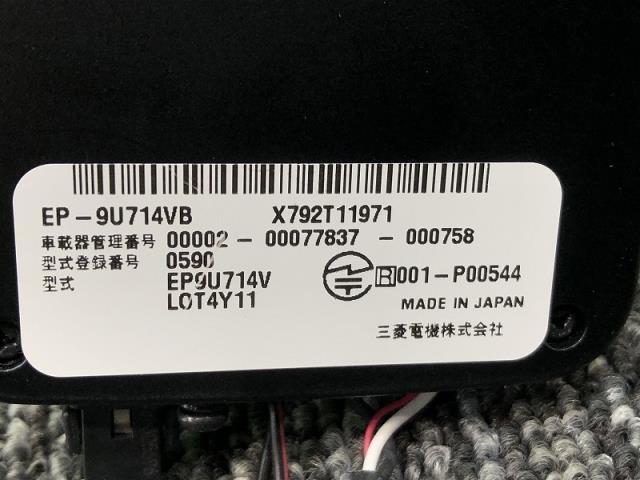 EP-9U714VB X792T11971
車載器管理番号 00002-00077837-000758
型式登録番号 0590
型式 EP9U714V
LOT4Y11
R 001-P00544
MADE IN JAPAN
三菱電機株式会社